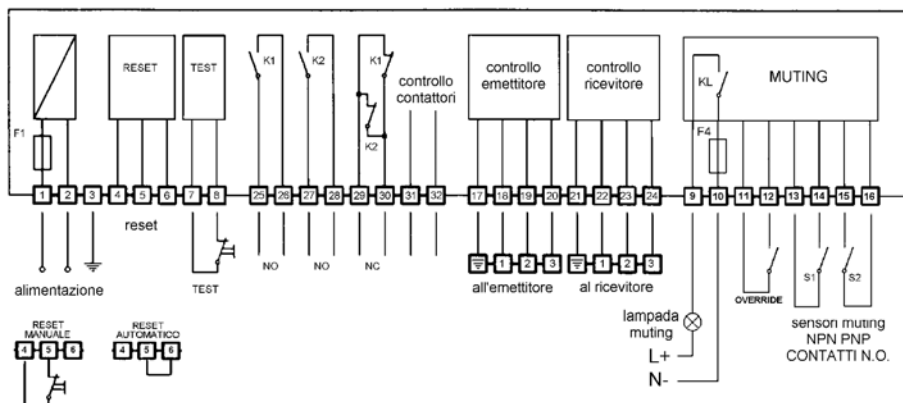 RESET
TEST
K1
K2
K1
K2
controllo
contattori
controllo
emettitore
controllo
ricevitore
KL
MUTING
F1
F4
1 2 3 4 5 6 7 8 25 26 27 28 29 30 31 32 17 18 19 20 21 22 23 24 9 10 11 12 13 14 15 16
reset
alimentazione
TEST
NO
NO
NC
1 2 3
1 2 3
all'emettitore
al ricevitore
OVERRIDE
S1
S2
lampada
muting
L+
N-
sensori muting
NPN PNP
CONTATTI N.O.
RESET
MANUALE
4 5 6
RESET
AUTOMATICO
4 5 6